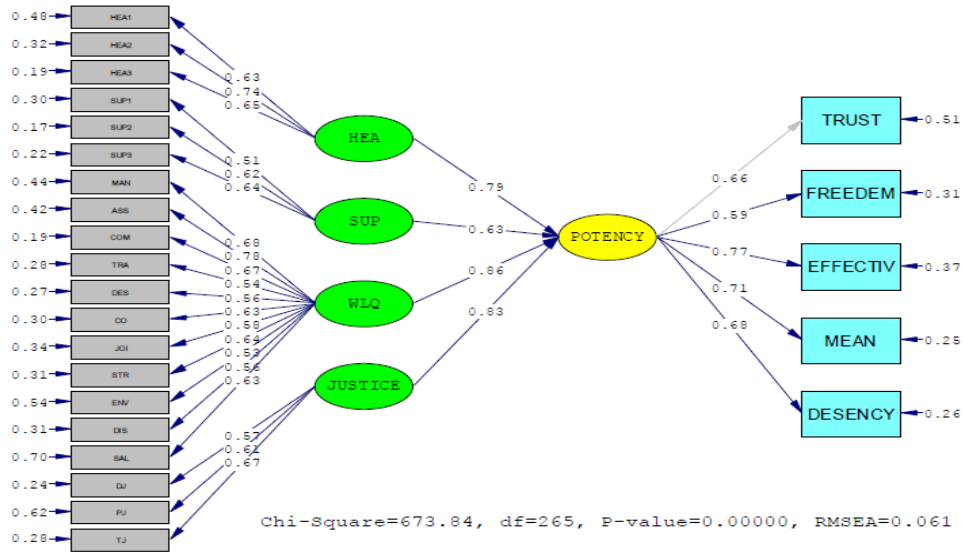 0.48 HEA1
0.32 HEA2
0.19 HEA3
0.30 SUP1
0.17 SUP2
0.22 SUP3
0.44 MAN
0.42 ASS
0.19 COM
0.28 TRA
0.27 DES
0.30 CO
0.34 JOI
0.31 STR
0.54 ENV
0.31 DIS
0.70 SAL
0.24 DJ
0.62 PJ
0.28 TJ
0.63
0.74
0.65
0.51
0.62
0.64
0.68
0.78
0.67
0.54
0.56
0.63
0.58
0.64
0.53
0.56
0.63
0.57
0.61
0.67
HEA
SUP
WLQ
JUSTICE
0.79
0.63
0.86
0.83
POTENCY
0.66
0.59
0.77
0.71
0.68
TRUST 0.51
FREEDEM 0.31
EFFECTIV 0.37
MEAN 0.25
DESENCY 0.26
Chi-Square=673.84, df=265, P-value=0.00000, RMSEA=0.061